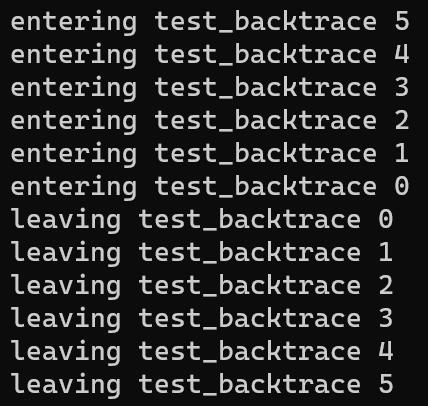 entering test_backtrace 5
entering test_backtrace 4
entering test_backtrace 3
entering test_backtrace 2
entering test_backtrace 1
entering test_backtrace 0
leaving test_backtrace 0
leaving test_backtrace 1
leaving test_backtrace 2
leaving test_backtrace 3
leaving test_backtrace 4
leaving test_backtrace 5